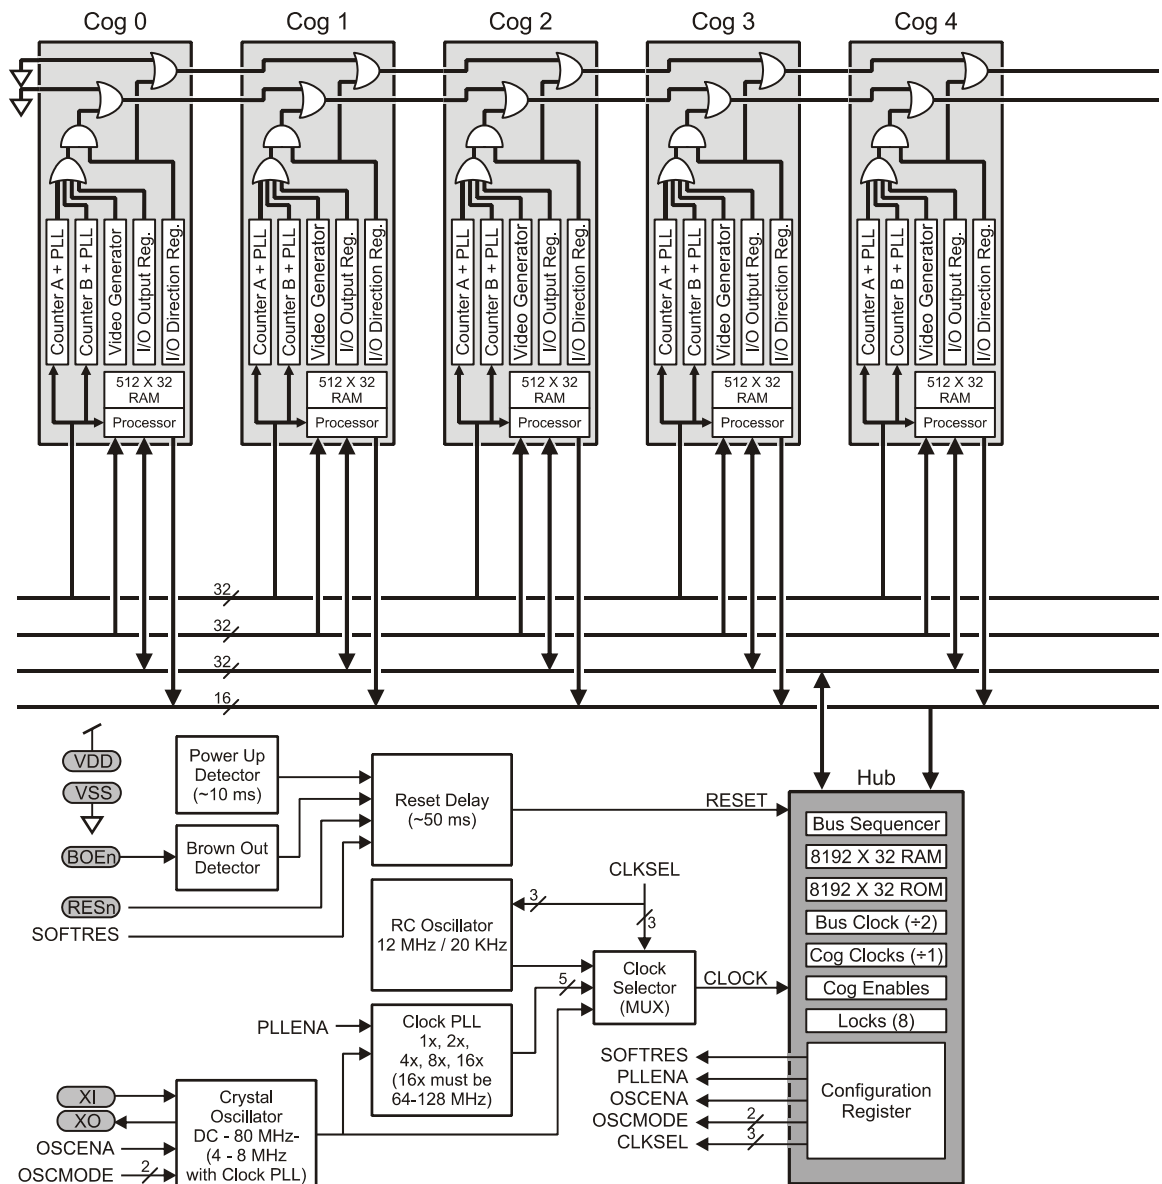 Cog 0
Cog 1
Cog 2
Cog 3
Cog 4
Counter A + PLL
Counter B + PLL
Video Generator
I/O Output Reg.
I/O Direction Reg.
512 X 32
RAM
Processor
Counter A + PLL
Counter B + PLL
Video Generator
I/O Output Reg.
I/O Direction Reg.
512 X 32
RAM
Processor
Counter A + PLL
Counter B + PLL
Video Generator
I/O Output Reg.
I/O Direction Reg.
512 X 32
RAM
Processor
Counter A + PLL
Counter B + PLL
Video Generator
I/O Output Reg.
I/O Direction Reg.
512 X 32
RAM
Processor
Counter A + PLL
Counter B + PLL
Video Generator
I/O Output Reg.
I/O Direction Reg.
512 X 32
RAM
Processor
32
32
32
16
VDD
VSS
BOEn
RESn
SOFTRES
Power Up
Detector
(~10 ms)
Brown Out
Detector
Reset Delay
(~50 ms)
RESET
CLKSEL
3
3
RC Oscillator
12 MHz / 20 KHz
5
Clock
Selector
(MUX)
CLOCK
PLLENA
Clock PLL
1x, 2x,
4x, 8x, 16x
(16x must be
64-128 MHz)
XI
XO
OSCENA
OSCMODE
2
Crystal
Oscillator
DC - 80 MHz-
(4 - 8 MHz
with Clock PLL)
Hub
Bus Sequencer
8192 X 32 RAM
8192 X 32 ROM
Bus Clock (÷2)
Cog Clocks (÷1)
Cog Enables
Locks (8)
Configuration
Register
SOFTRES
PLLENA
OSCENA
OSCMODE
2
CLKSEL
3